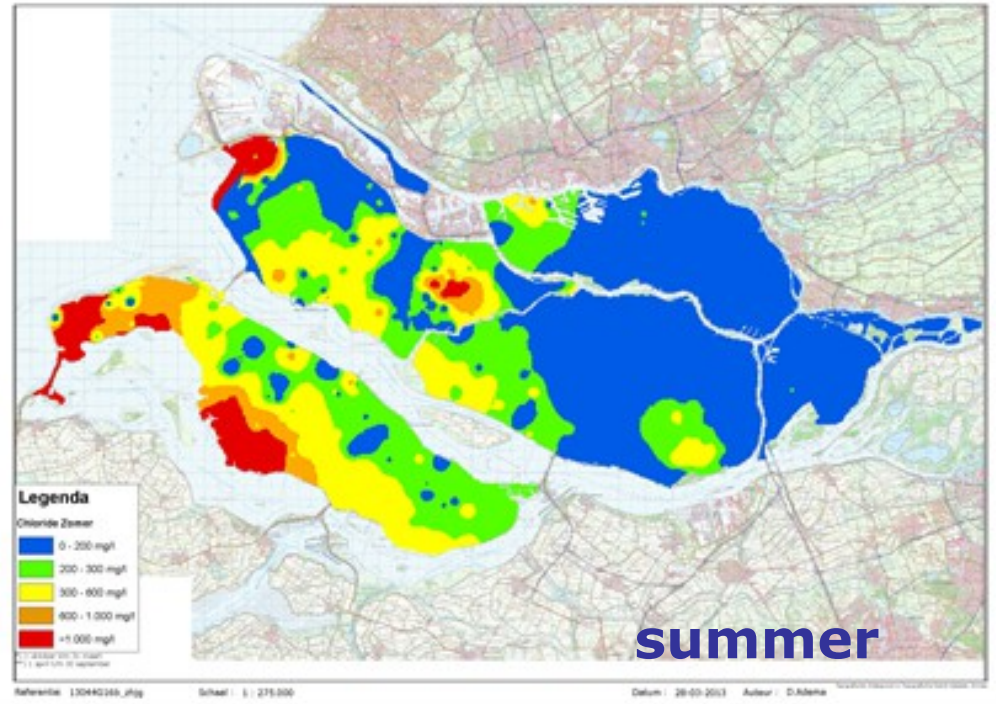 Legenda
Chloride Zomer
0 - 200 mg/l
200 - 300 mg/l
300 - 600 mg/l
600 - 1.000 mg/l
>1.000 mg/l
summer
Referentie: Schaal : 1 : 275.000 Datum : 28-03-2013 Auteur : D.Adema